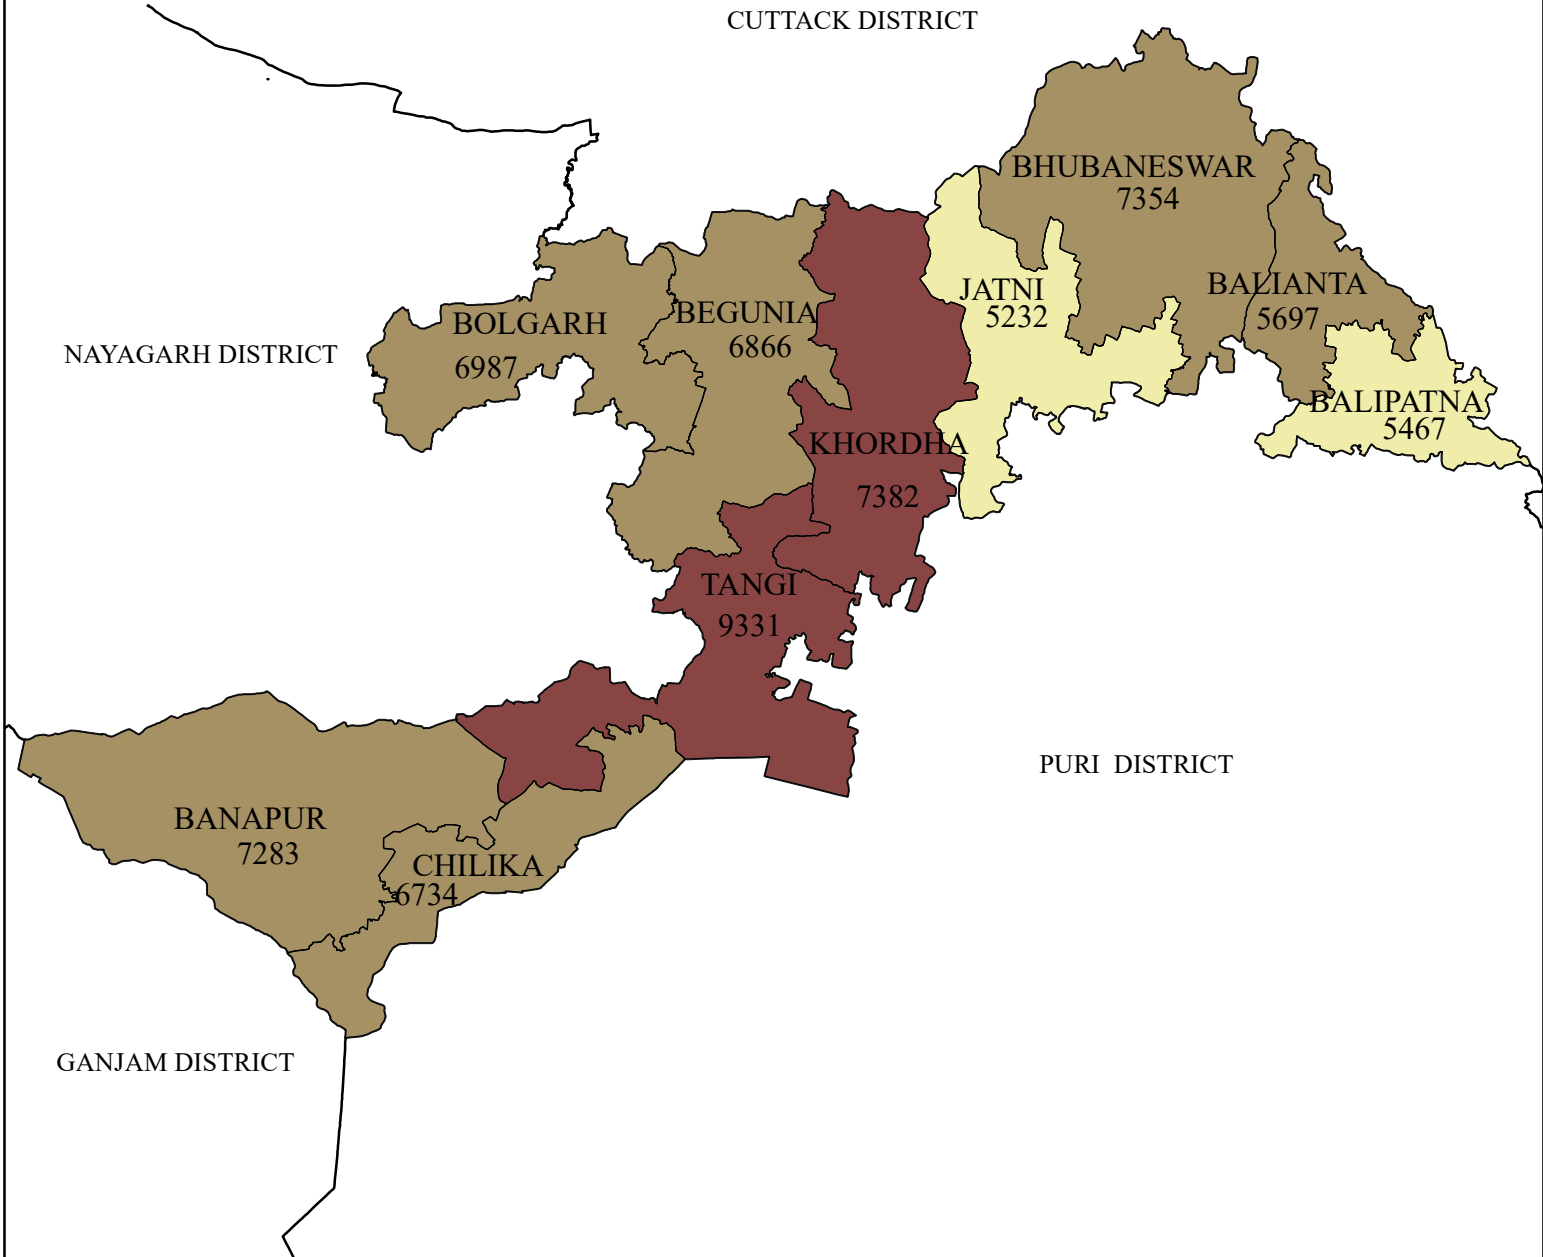 CUTTACK DISTRICT
BHUBANESWAR
7354
JATNI
5232
BALIANTA
5697
BEGUNIA
6866
BOLGARH
6987
NAYAGARH DISTRICT
BALIPATNA
5467
KHORDHA
7382
TANGI
9331
PURI DISTRICT
BANAPUR
7283
CHILIKA
6734
GANJAM DISTRICT